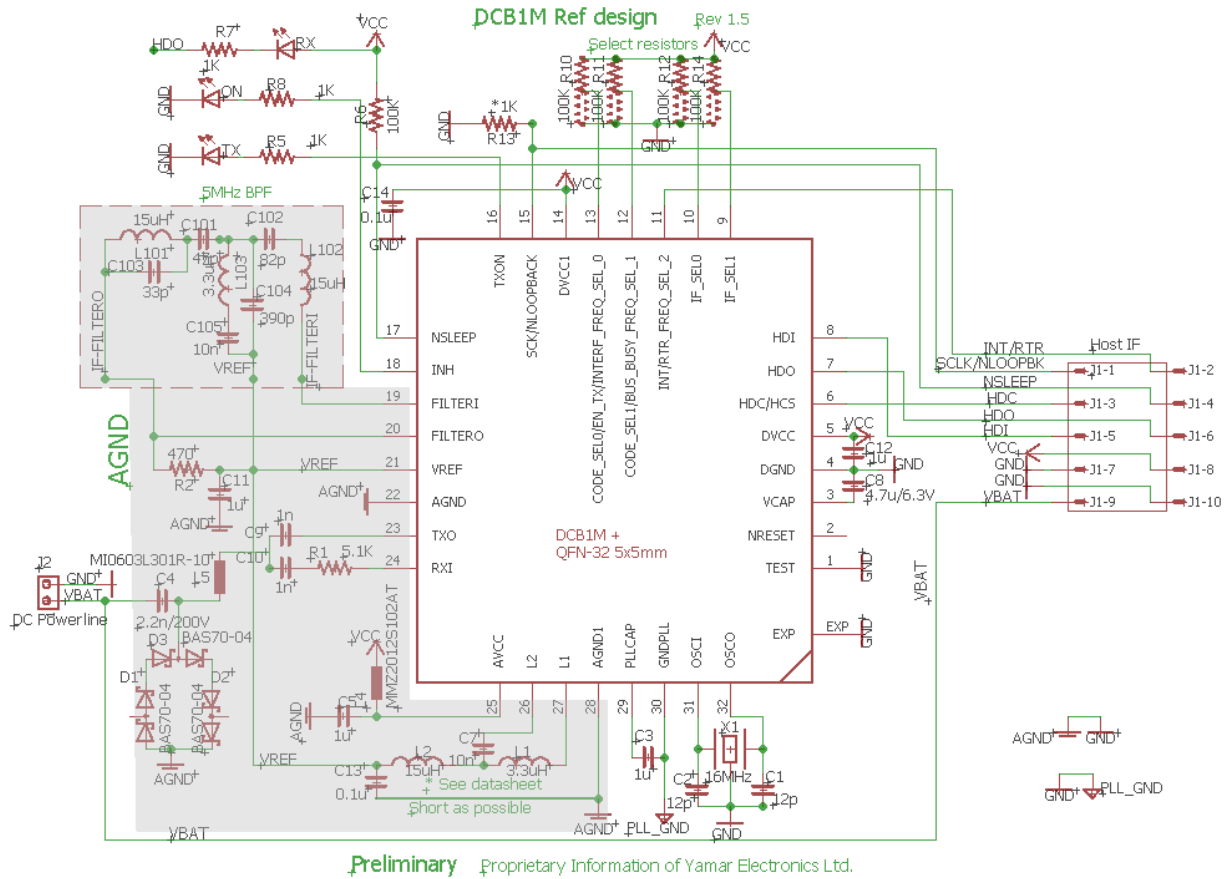 DCB1M Ref design
Rev 1.5
VCC
HDO
R7
1K
RX
Select resistors
VCC
R10
R11
R12
R14
100K
100K
100K
100K
GND
ON
R8
1K
R6
100K
GND
*1K
R13
GND
GND
TX
R5
1K
5MHz BPF
VCC
C14
0.1u
GND
15uH
L101
C101
C102
82p
L102
15uH
C103
33p
3.3u
L103
C104
390p
C105
10n
VREF
IF-FILTERO
IF-FILTERI
16
15
14
13
12
11
10
9
TXON
SCK/NLOOPBACK
DVCC1
CODE_SEL0/EN_TX/INTERF_FREQ_SEL_0
CODE_SEL1/BUS_BUSY_FREQ_SEL_1
INT/RTR_FREQ_SEL_2
IF_SEL0
IF_SEL1
17
NSLEEP
18
INH
19
FILTERI
20
FILTERO
21
VREF
22
AGND
23
TXO
24
RXI
HDI
8
HDO
7
HDC/HCS
6
DVCC
5
DGND
4
VCAP
3
NRESET
2
TEST
1
EXP
EXP
GND
GND
VCC
C12
1u
GND
C8
4.7u/6.3V
DCB1M
QFN-32 5x5mm
INT/RTR
SCLK/NLOOPBK
NSLEEP
HDC
HDO
HDI
VCC
GND
GND
VBAT
Host IF
J1-1
J1-2
J1-3
J1-4
J1-5
J1-6
J1-7
J1-8
J1-9
J1-10
AGND
470
R2
VREF
C11
1u
AGND
AGND
1n
C9
C10
1n
R1
5.1K
MI0603L301R-10
L5
J2
GND
VBAT
DC Powerline
C4
2.2n/200V
D3
BAS70-04
D1
D2
BAS70-04
BAS70-04
AGND
VCC
MMZ2012S102AT
L4
C5
1u
AGND
AVCC
L2
L1
AGND1
PLLCAP
GNDPLL
OSCI
OSCO
25
26
27
28
29
30
31
32
VREF
C13
0.1u
L2
15uH
C7
10n
L1
3.3uH
* See datasheet
Short as possible
AGND
C3
1u
PLL_GND
X1
16MHz
C2
12p
C1
12p
GND
VBAT
VBAT
AGND
GND
GND
PLL_GND
Preliminary
Proprietary Information of Yamar Electronics Ltd.